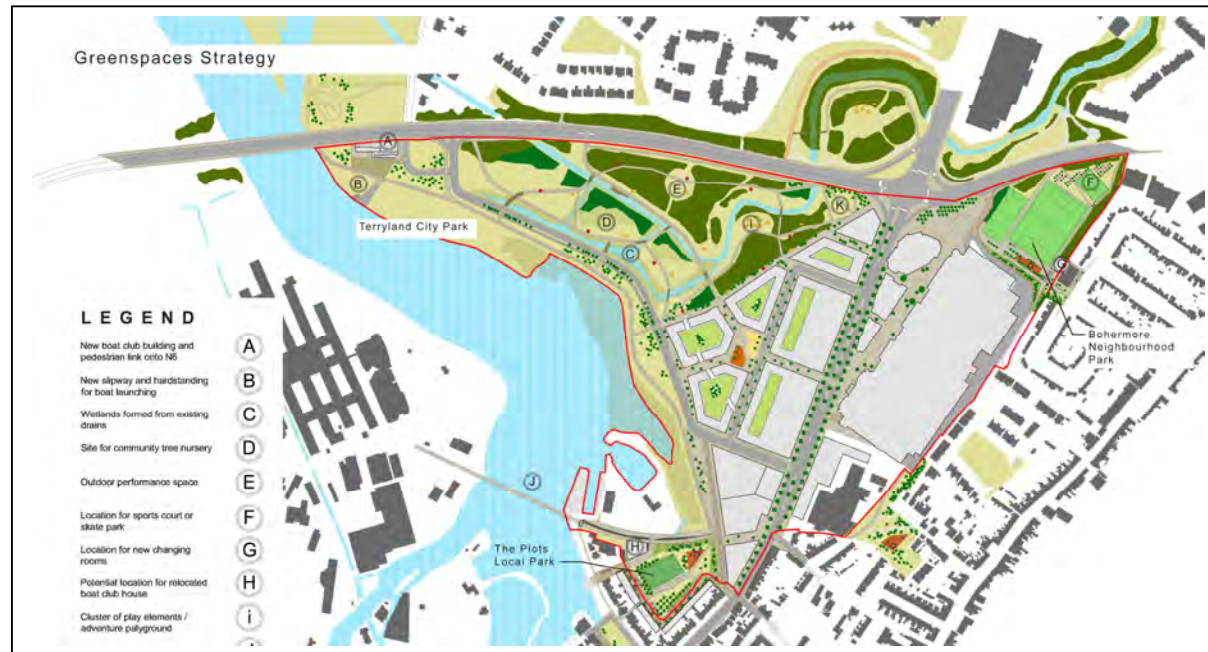 Greenspaces Strategy
A
B
E
F
K
D
i
Terryland City Park
C
G
LEGEND
Bohermore
Neighbourhood
Park
New boat club building and
pedestrian link onto N6
A
New slipway and hardstanding
for boat launching
B
Wetlands formed from existing
drains
C
Site for community tree nursery
D
Outdoor performance space
E
Location for sports court or
skate park
F
Location for new changing
rooms
G
Potential location for relocated
boat club house
H
Cluster of play elements /
adventure palyground
i
J
H
The Plots
Local Park